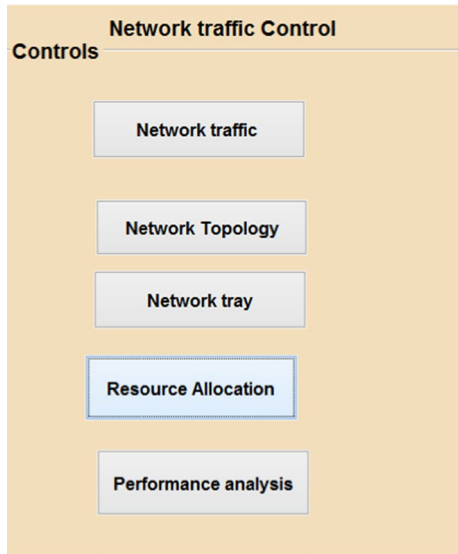 Network traffic Control
Controls
Network traffic
Network Topology
Network tray
Resource Allocation
Performance analysis